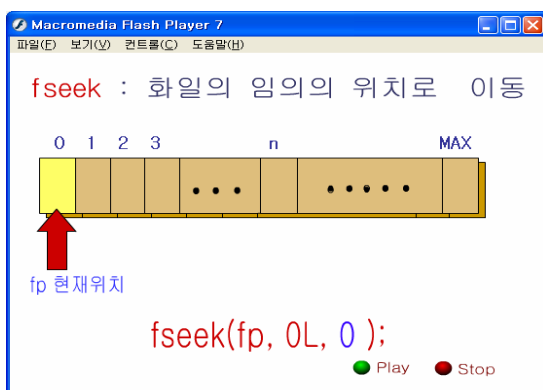 Macromedia Flash Player 7
파일(F) 보기(V) 컨트롤(C) 도움말(H)
fseek : 화일의 임의의 위치로 이동
0 1 2 3 n MAX
fp 현재위치
fseek(fp, 0L, 0 );
Play Stop